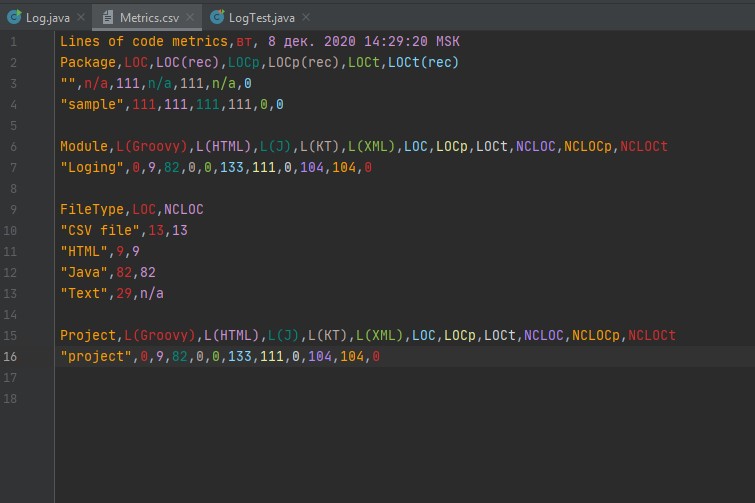 Log.java Metrics.csv LogTest.java
1 Lines of code metrics,вт, 8 дек. 2020 14:29:20 MSK
2 Package,LOC,LOC(rec),LOCp,LOCp(rec),LOCt,LOCt(rec)
3 "",n/a,111,n/a,111,n/a,0
4 "sample",111,111,111,111,0,0
5
6 Module,L(Groovy),L(HTML),L(J),L(KT),L(XML),LOC,LOCp,LOCt,NCLOC,NCLOCp,NCLOCt
7 "Loging",0,9,82,0,0,133,111,0,104,104,0
8
9 FileType,LOC,NCLOC
10 "CSV file",13,13
11 "HTML",9,9
12 "Java",82,82
13 "Text",29,n/a
14
15 Project,L(Groovy),L(HTML),L(J),L(KT),L(XML),LOC,LOCp,LOCt,NCLOC,NCLOCp,NCLOCt
16 "project",0,9,82,0,0,133,111,0,104,104,0
17
18